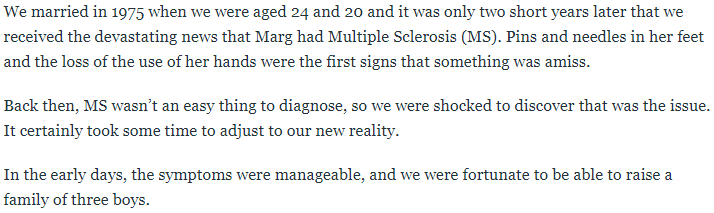 We married in 1975 when we were aged 24 and 20 and it was only two short years later that we
received the devastating news that Marg had Multiple Sclerosis (MS). Pins and needles in her feet
and the loss of the use of her hands were the first signs that something was amiss.
Back then, MS wasn’t an easy thing to diagnose, so we were shocked to discover that was the issue.
It certainly took some time to adjust to our new reality.
In the early days, the symptoms were manageable, and we were fortunate to be able to raise a
family of three boys.